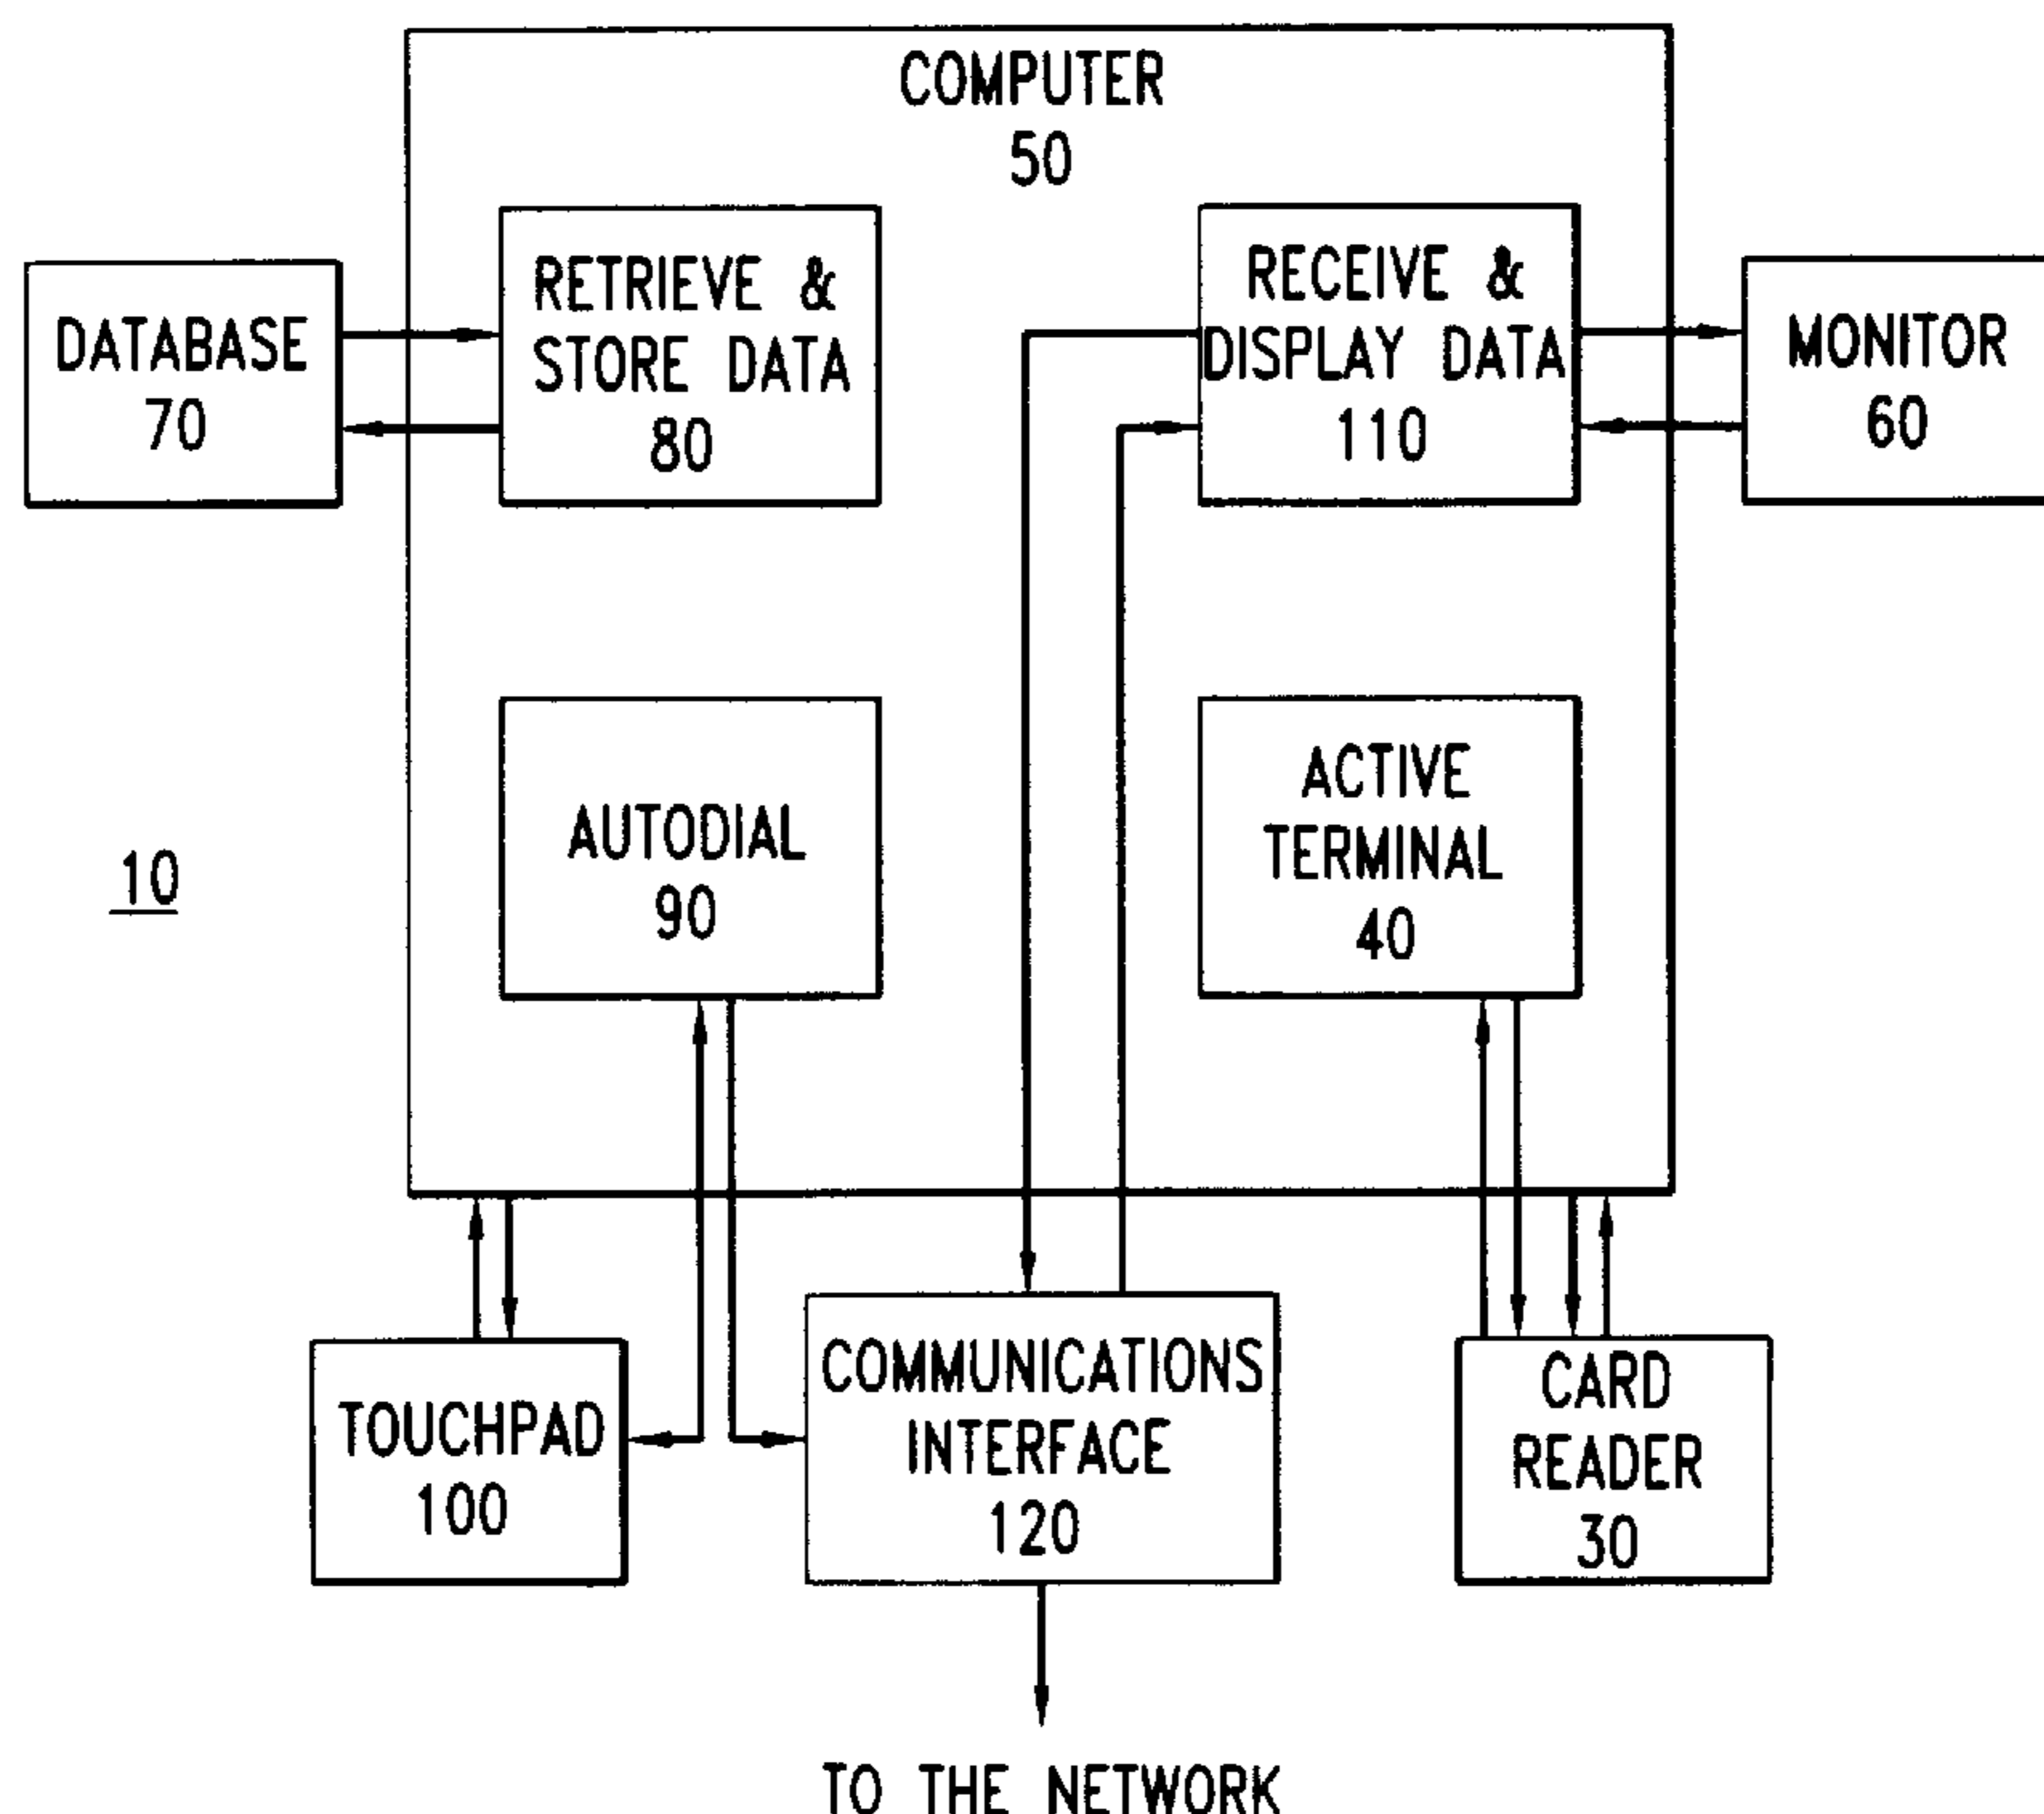 COMPUTER
50
DATABASE
70
RETRIEVE &
STORE DATA
80
RECEIVE &
DISPLAY DATA
110
MONITOR
60
10
AUTODIAL
90
ACTIVE
TERMINAL
40
TOUCHPAD
100
COMMUNICATIONS
INTERFACE
120
CARD
READER
30
TO THE NETWORK